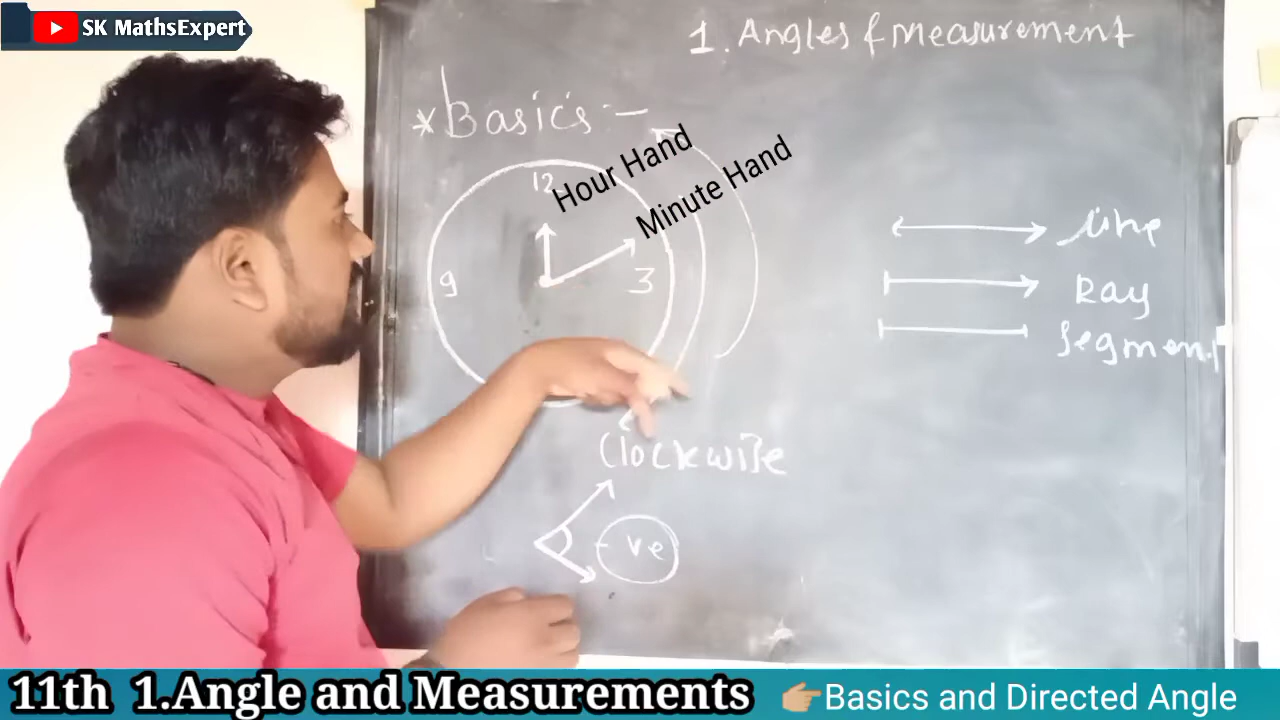 SK MathsExpert
1. Angles & Measurement
*Basics :-
12
Hour Hand
Minute Hand
9
3
Line
Ray
Segment
Clockwise
-ve
11th 1.Angle and Measurements
Basics and Directed Angle